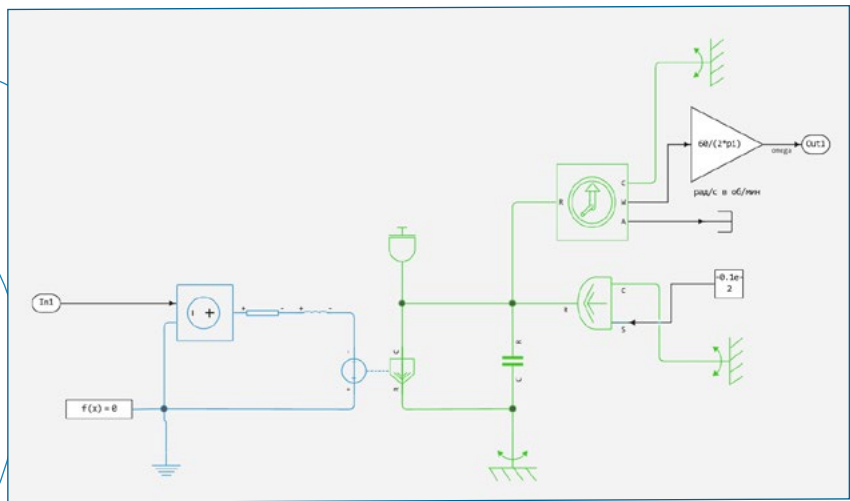 60/(2*pi)
omega
Out1
рад/с в об/мин
C
W
A
R
-0.1e-
2
C
S
In1
+
-
+
-
f(x)=0